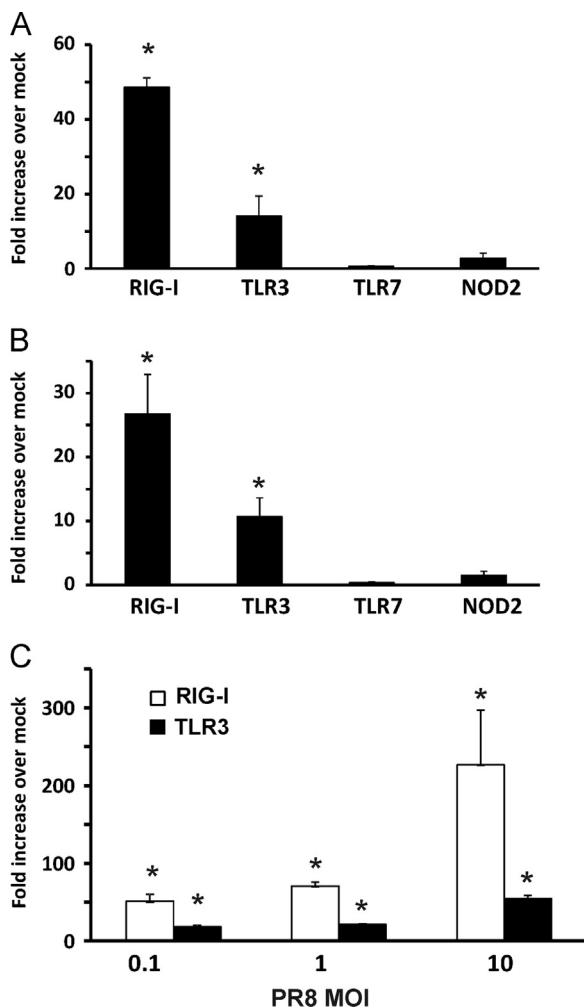 A
Fold increase over mock
60
40
20
0
*
*
RIG-I TLR3 TLR7 NOD2
B
Fold increase over mock
30
20
10
0
*
*
RIG-I TLR3 TLR7 NOD2
C
Fold increase over mock
300
200
100
0
RIG-I
TLR3
* * * * * *
0.1 1 10
PR8 MOI